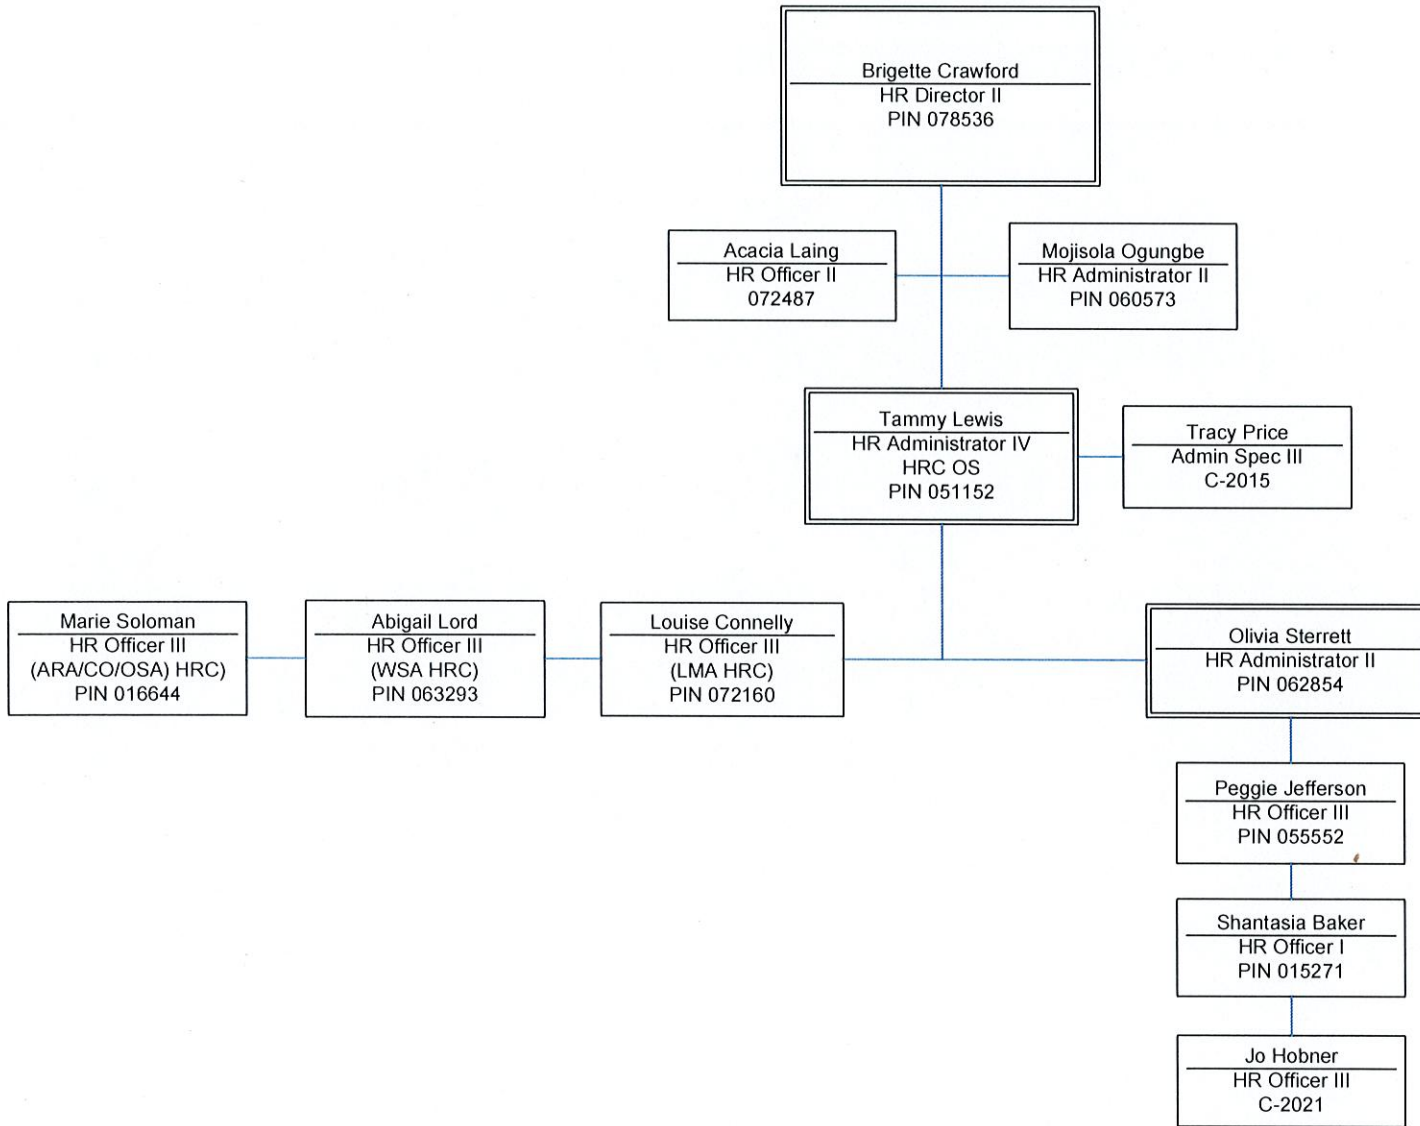 Brigette Crawford
HR Director II
PIN 078536
Acacia Laing
HR Officer II
072487
Mojisola Ogungbe
HR Administrator II
PIN 060573
Tammy Lewis
HR Administrator IV
HRC OS
PIN 051152
Tracy Price
Admin Spec III
C-2015
Marie Soloman
HR Officer III
(ARA/CO/OSA) HRC)
PIN 016644
Abigail Lord
HR Officer III
(WSA HRC)
PIN 063293
Louise Connelly
HR Officer III
(LMA HRC)
PIN 072160
Olivia Sterrett
HR Administrator II
PIN 062854
Peggie Jefferson
HR Officer III
PIN 055552
Shantasia Baker
HR Officer I
PIN 015271
Jo Hobner
HR Officer III
C-2021